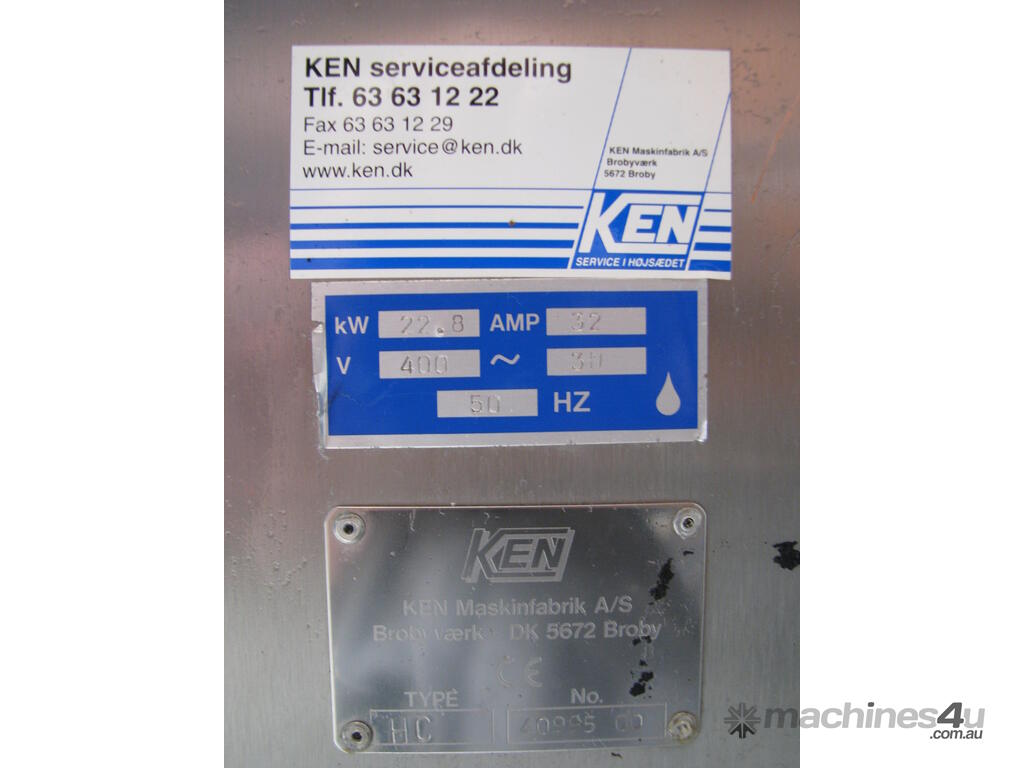 KEN serviceafdeling
Tlf. 63 63 12 22
Fax 63 63 12 29
E-mail: service@ken.dk
www.ken.dk
KEN Maskinfabrik A/S
Brobyværk
5672 Broby
KEN
SERVICE I HØJSÆDET
kW 22.8 AMP 32
V 400 ~
50 HZ
KEN
KEN Maskinfabrik A/S
Brobyværk DK 5672 Broby
CE
TYPE No.
HC
machines4u
.com.au